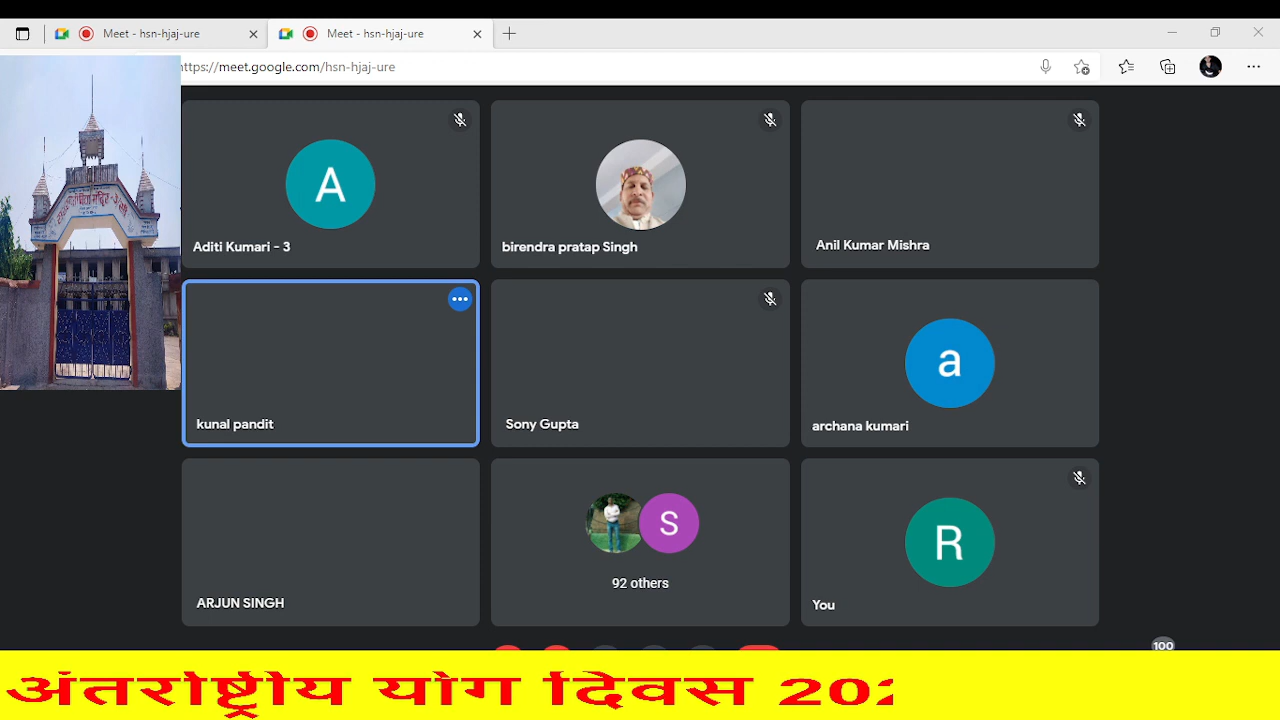 Meet - hsn-hjaj-ure
Meet - hsn-hjaj-ure
https://meet.google.com/hsn-hjaj-ure
A
Aditi Kumari - 3
birendra pratap Singh
Anil Kumar Mishra
kunal pandit
Sony Gupta
a
archana kumari
ARJUN SINGH
S
92 others
R
You
100
अंतर्राष्ट्रीय योग दिवस 202